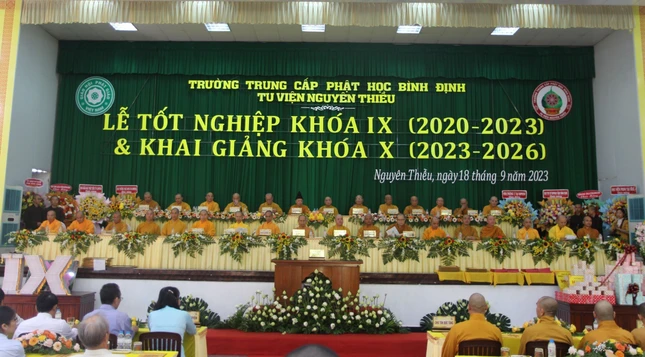 TRƯỜNG TRUNG CẤP PHẬT HỌC BÌNH ĐỊNH
TU VIỆN NGUYÊN THIỀU
LỄ TỐT NGHIỆP KHÓA IX (2020-2023)
& KHAI GIẢNG KHÓA X (2023-2026)
Nguyên Thiều, ngày 18 tháng 9 năm 2023
IX